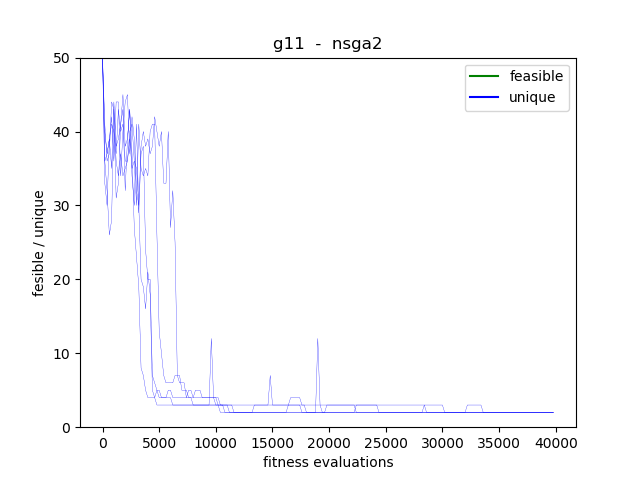 g11 - nsga2
50
40
30
20
10
0
fesible / unique
feasible
unique
0 5000 10000 15000 20000 25000 30000 35000 40000
fitness evaluations